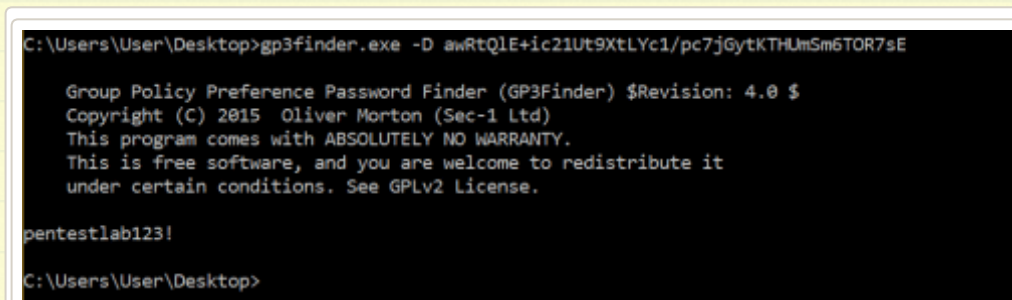 C:\Users\User\Desktop>gp3finder.exe -D awRtQlE+ic21Ut9XtLYc1/pc7jGytKTHUmSm6TOR7sE
Group Policy Preference Password Finder (GP3Finder) $Revision: 4.0 $
Copyright (C) 2015  Oliver Morton (Sec-1 Ltd)
This program comes with ABSOLUTELY NO WARRANTY.
This is free software, and you are welcome to redistribute it
under certain conditions. See GPLv2 License.
pentestlab123!
C:\Users\User\Desktop>